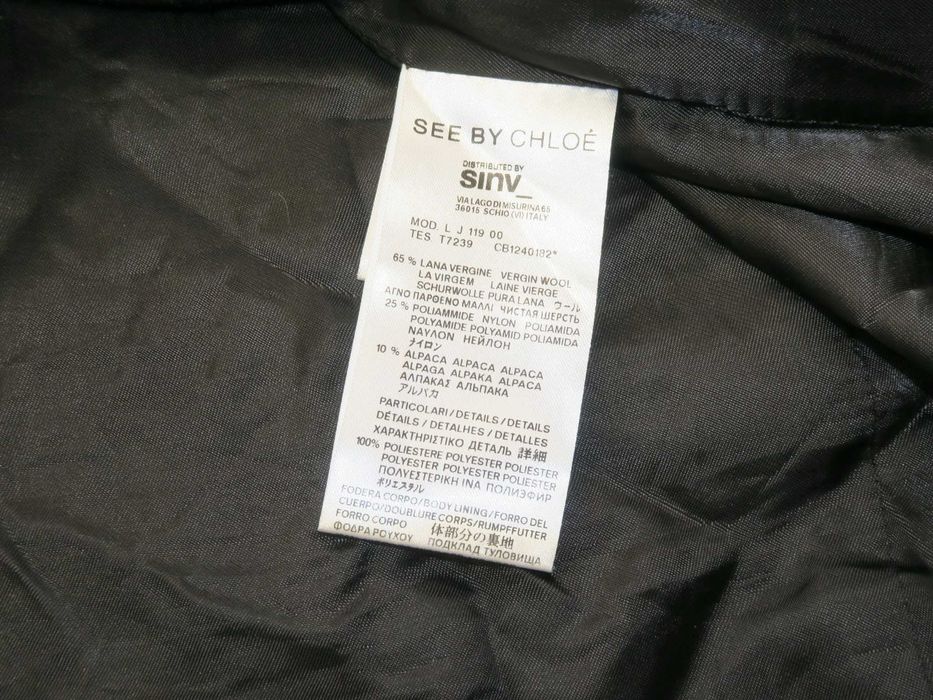 SEE BY CHLOÉ
DISTRIBUTED BY
sinv_
VIA LAGO DI MISURINA 65
36015 SCHIO (VI) ITALY
MOD. L J 119 00
TES T7239 CB1240182*
65 % LANA VERGINE VERGIN WOOL
LA VIRGEM LAINE VIERGE
SCHURWOLLE PURA LANA ウール
ΑΓΝΟ ΠΑΡΘΕΝΟ ΜΑΛΛΙ ЧИСТАЯ ШЕРСТЬ
25 % POLIAMMIDE NYLON POLIAMIDA
POLYAMIDE POLYAMID POLIAMIDA
ΝΑΥΛΟΝ НЕЙЛОН
ナイロン
10 % ALPACA ALPACA ALPACA
ALPAGA ALPAKA ALPACA
ΑΛΠΑΚΑΣ АЛЬПАКА
アルパカ
PARTICOLARI/DETAILS/DETAILS
DÉTAILS/DETALHES/DETALLES
ΧΑΡΑΚΤΗΡΙΣΤΙΚΟ ДЕТАЛЬ 詳細
100% POLIESTERE POLYESTER POLIESTER
POLYESTER POLYESTER POLIESTER
ΠΟΛΥΕΣΤΕΡΙΚΗ ΙΝΑ ПОЛИЭФИР
ポリエステル
FODERA CORPO/BODY LINING/FORRO DEL
CUERPO/DOUBLURE CORPS/RUMPFFUTTER
FORRO CORPO 体部分の裏地
ΦΟΔΡΑ ΡΟΥΧΟΥ ПОДКЛАД ТУЛОВИЩА